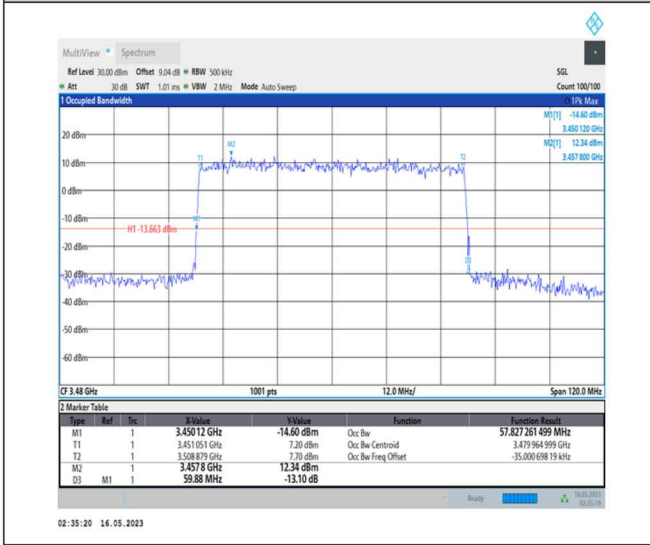 MultiView Spectrum
Ref Level 30.00 dBm Offset 9.04 dB RBW 500 kHz SGL
Att 30 dB SWT 1.01 ms VBW 2 MHz Mode Auto Sweep Count 100/100
1 Occupied Bandwidth 1Pk Max
M1[1] -14.60 dBm
3.450 120 GHz
20 dBm
M2[1] 12.34 dBm
3.457 800 GHz
M2
T1 T2
10 dBm
0 dBm
-10 dBm
M1
H1 -13.663 dBm
D3
-30 dBm
-40 dBm
-50 dBm
-60 dBm
CF 3.48 GHz 1001 pts 12.0 MHz/ Span 120.0 MHz
2 Marker Table
Type Ref Trc X-Value Y-Value Function Function Result
M1 1 3.45012 GHz -14.60 dBm Occ Bw 57.827 261 499 MHz
T1 1 3.451 051 GHz 7.20 dBm Occ Bw Centroid 3.479 964 999 GHz
T2 1 3.508 879 GHz 7.70 dBm Occ Bw Freq Offset -35.000 698 19 kHz
M2 1 3.4578 GHz 12.34 dBm
D3 M1 1 59.88 MHz -13.10 dB
Ready 16.05.2023
02:35:19
02:35:20 16.05.2023